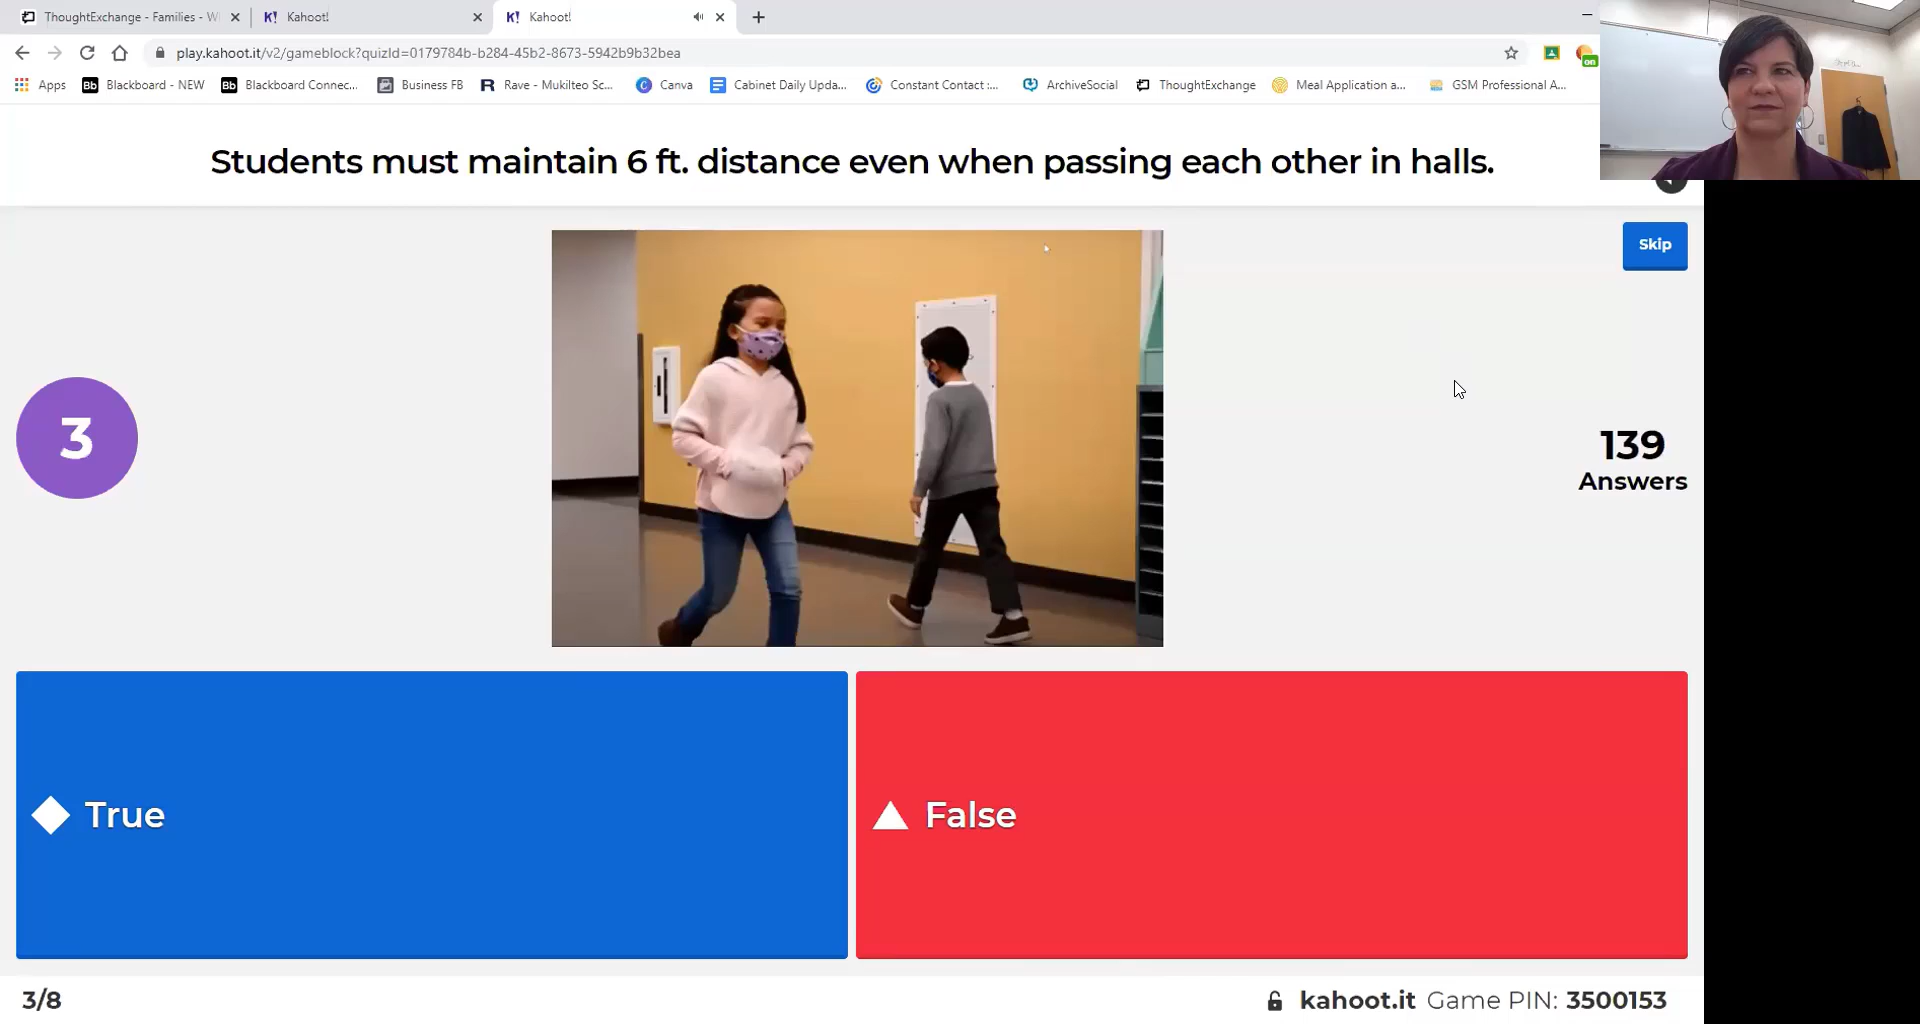 ThoughtExchange - Families - W
Kahoot!
Kahoot!
play.kahoot.it/v2/gameblock?quizId=0179784b-b284-45b2-8673-5942b9b32bea
Apps
Blackboard - NEW
Blackboard Connec...
Business FB
Rave - Mukilteo Sc...
Canva
Cabinet Daily Upda...
Constant Contact :...
ArchiveSocial
ThoughtExchange
Meal Application a...
GSM Professional A...
on
Students must maintain 6 ft. distance even when passing each other in halls.
Skip
3
139
Answers
True
False
3/8
kahoot.it Game PIN: 3500153